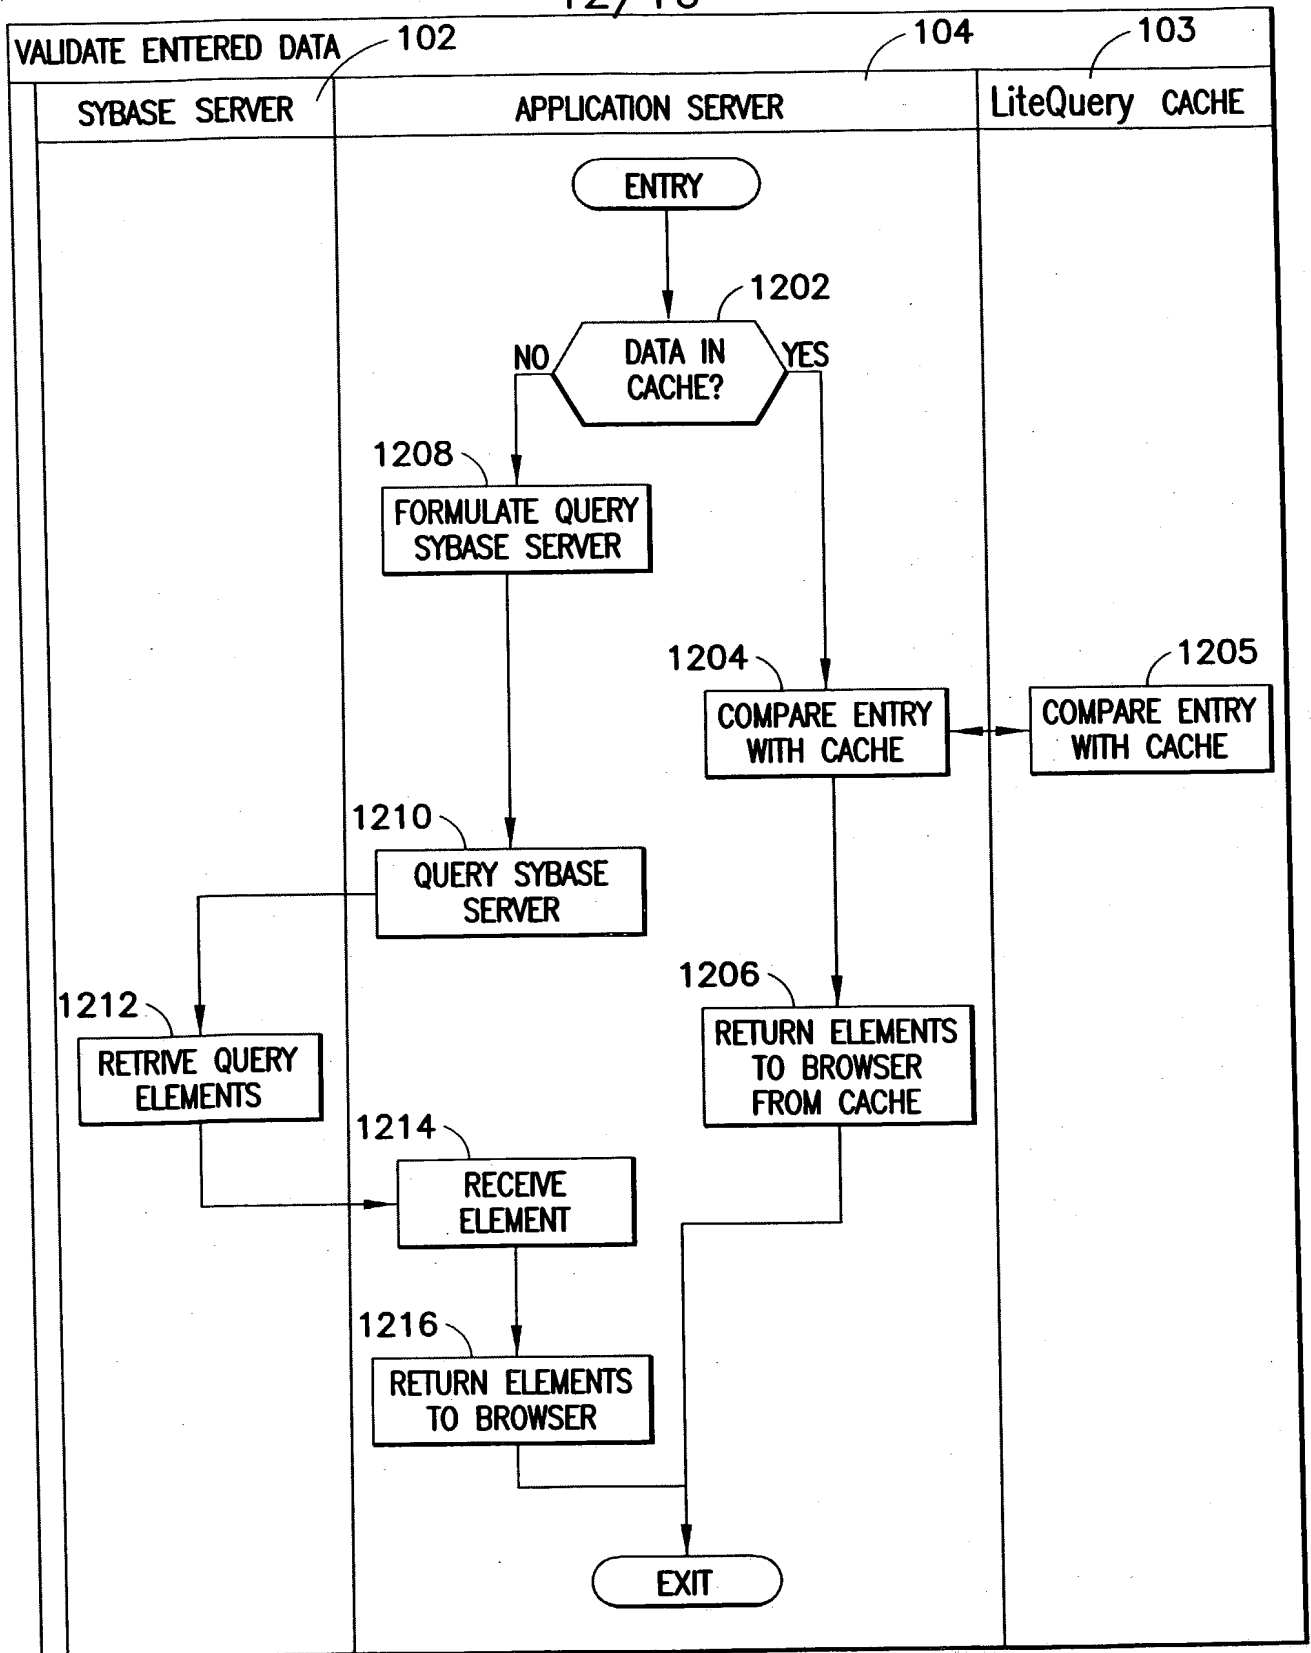 VALIDATE ENTERED DATA
102
104
103
SYBASE SERVER
APPLICATION SERVER
LiteQuery CACHE
ENTRY
1202
DATA IN
CACHE?
NO
YES
1208
FORMULATE QUERY
SYBASE SERVER
1204
COMPARE ENTRY
WITH CACHE
1205
COMPARE ENTRY
WITH CACHE
1210
QUERY SYBASE
SERVER
1206
RETURN ELEMENTS
TO BROWSER
FROM CACHE
1212
RETRIVE QUERY
ELEMENTS
1214
RECEIVE
ELEMENT
1216
RETURN ELEMENTS
TO BROWSER
EXIT